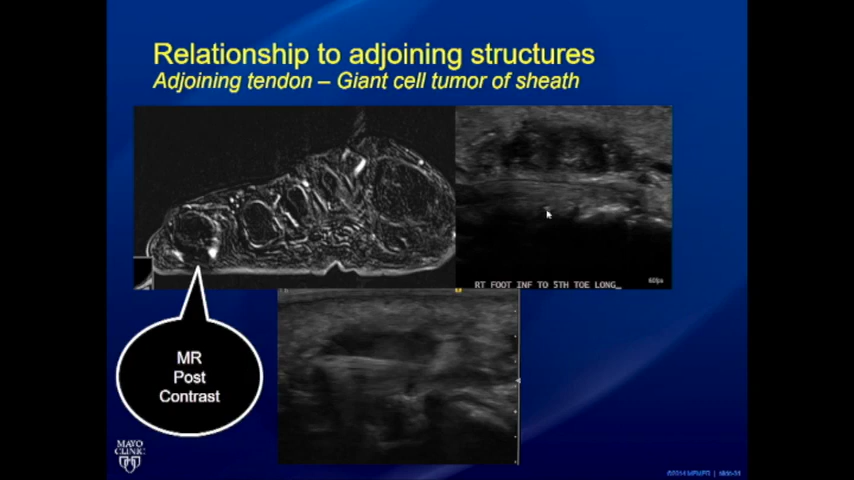 Relationship to adjoining structures
Adjoining tendon – Giant cell tumor of sheath
RT FOOT INF TO 5TH TOE LONG_
MR
Post
Contrast
MAYO
CLINIC